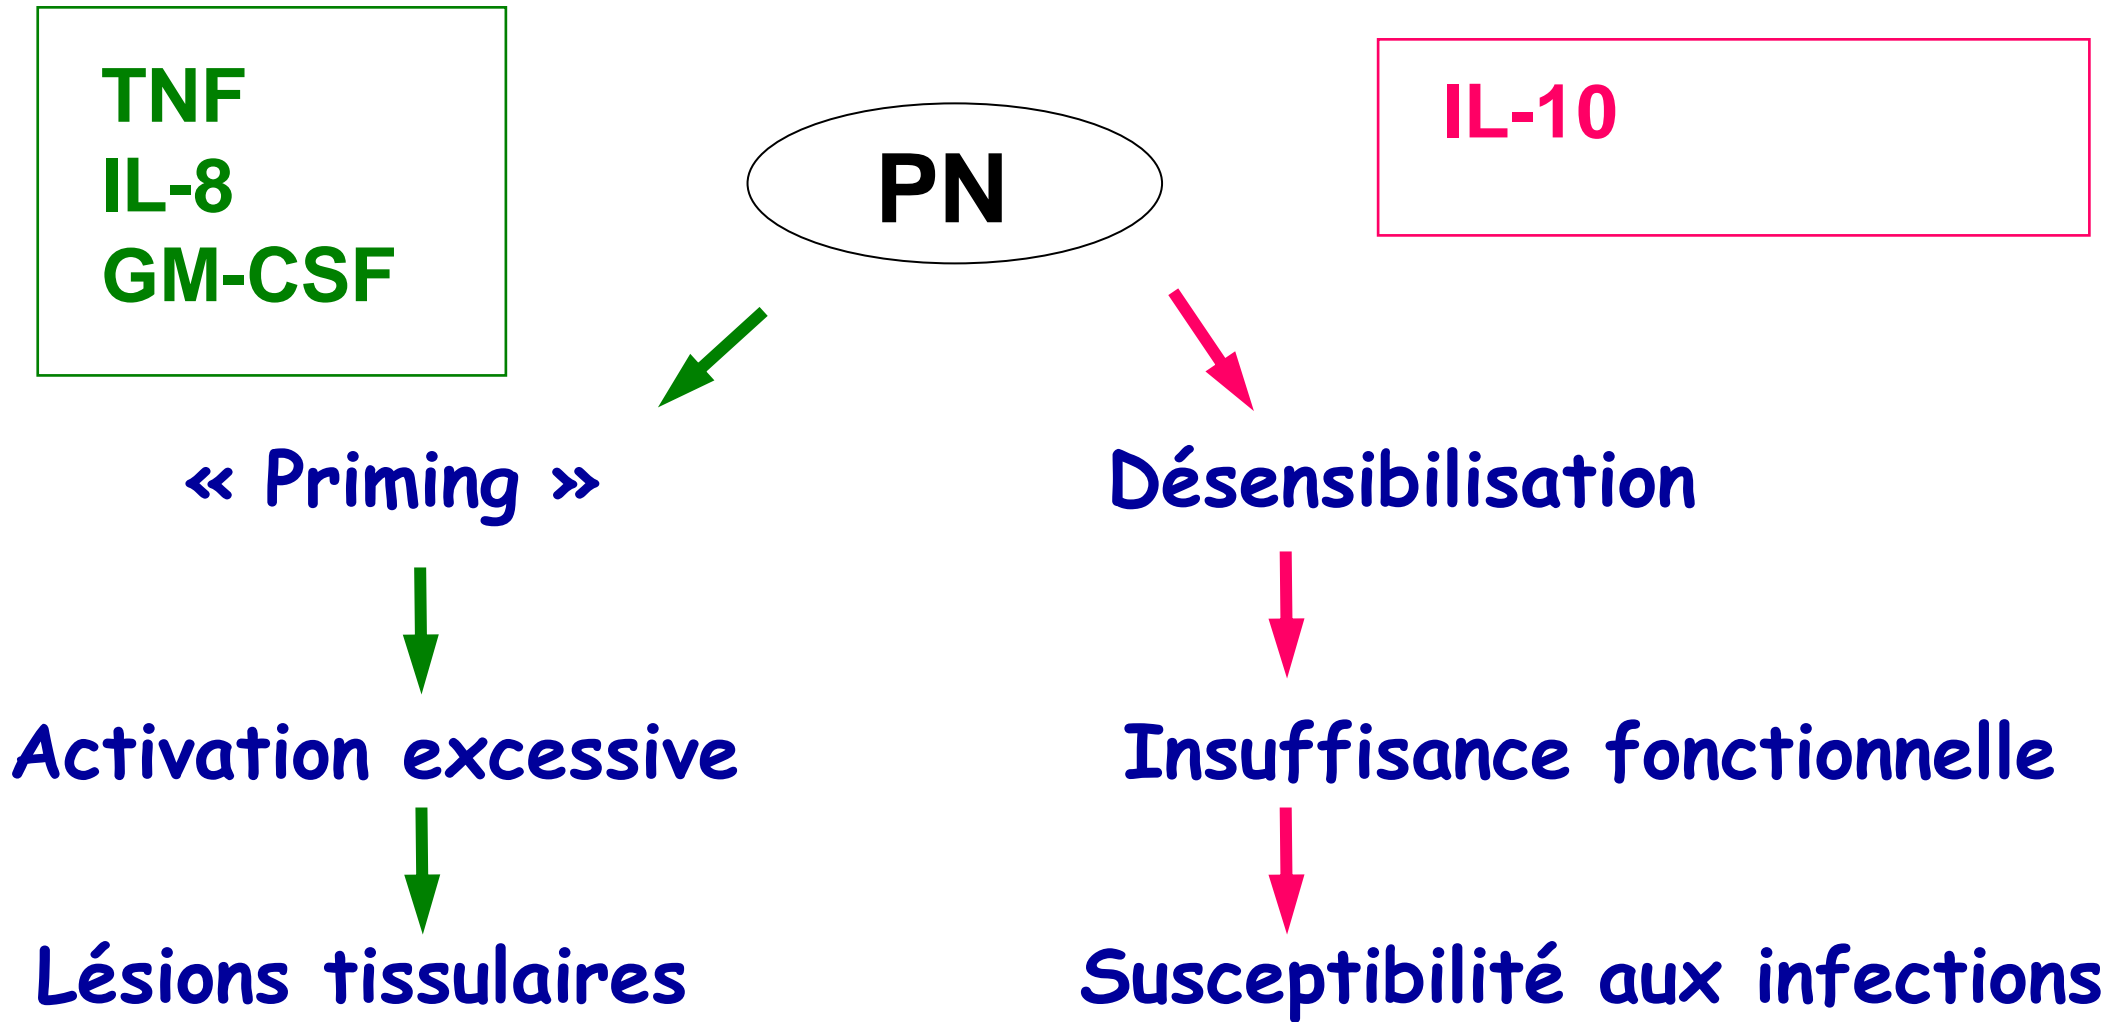 TNF
IL-8
GM-CSF
PN
IL-10
« Priming »
Désensibilisation
Activation excessive
Insuffisance fonctionnelle
Lésions tissulaires
Susceptibilité aux infections